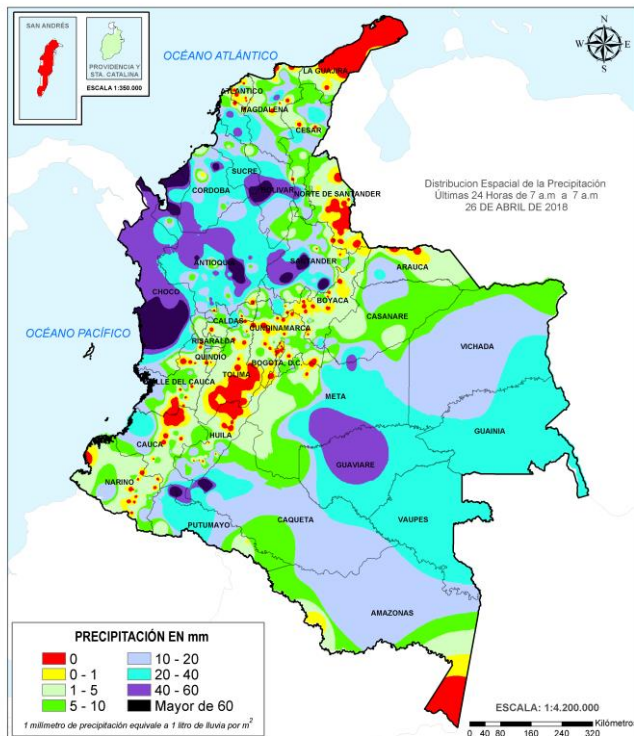 SAN ANDRÉS
PROVIDENCIA Y
STA. CATALINA
ESCALA 1:350.000
OCÉANO ATLÁNTICO
N
W E
S
LA GUAJIRA
ATLANTICO
MAGDALENA
CESAR
SUCRE
CORDOBA
BOLIVAR
NORTE DE SANTANDER
Distribucion Espacial de la Precipitación
Últimas 24 Horas de 7 a.m a 7 a.m
26 DE ABRIL DE 2018
ANTIOQUIA
SANTANDER
ARAUCA
CHOCO
BOYACA
CASANARE
OCÉANO PACÍFICO
CALDAS
CUNDINAMARCA
RISARALDA
VICHADA
QUINDIO
BOGOTA, D.C.
TOLIMA
VALLE DEL CAUCA
META
GUAINIA
CAUCA
HUILA
GUAVIARE
NARINO
CAQUETA
VAUPES
PUTUMAYO
AMAZONAS
PRECIPITACIÓN EN mm
0
0 - 1
1 - 5
5 - 10
10 - 20
20 - 40
40 - 60
Mayor de 60
1 milimetro de precipitación equivale a 1 litro de lluvia por m2
ESCALA: 1:4.200.000
Kilómetros
0 40 80 160 240 320